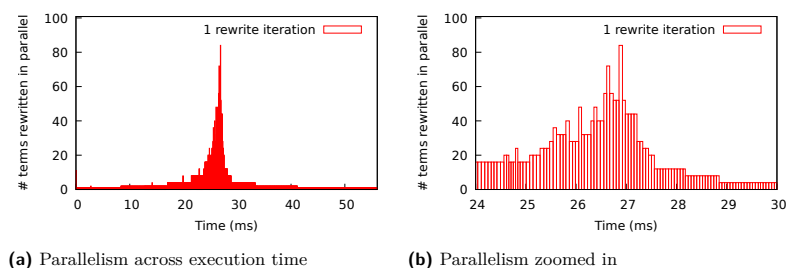 100
80
60
40
20
0
# terms rewritten in parallel
1 rewrite iteration
0 10 20 30 40 50
Time (ms)
(a) Parallelism across execution time
100
80
60
40
20
0
# terms rewritten in parallel
1 rewrite iteration
24 25 26 27 28 29 30
Time (ms)
(b) Parallelism zoomed in